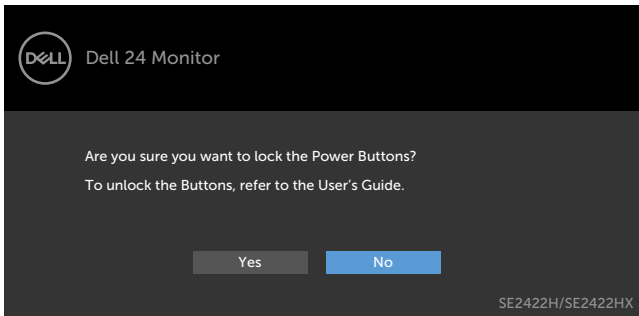 DELL
Dell 24 Monitor
Are you sure you want to lock the Power Buttons?
To unlock the Buttons, refer to the User's Guide.
Yes No
SE2422H/SE2422HX